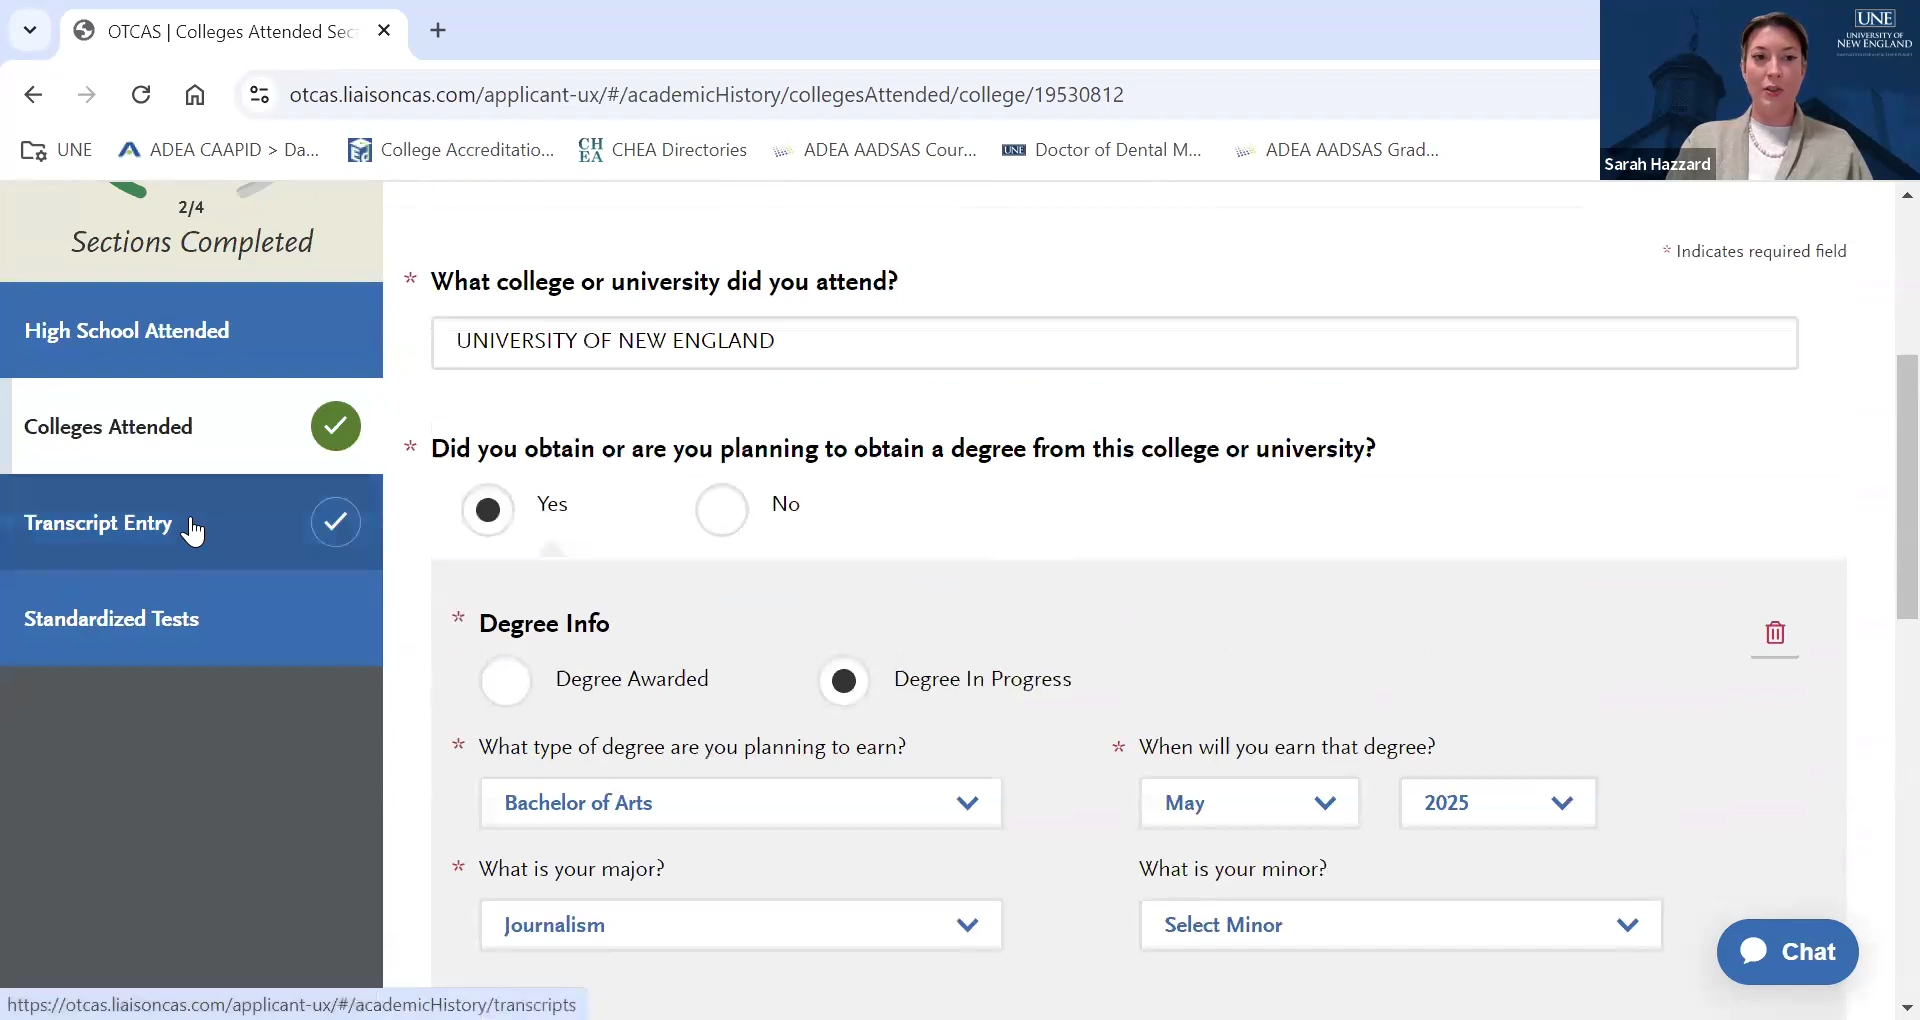 OTCAS | Colleges Attended Sec
otcas.liaisoncas.com/applicant-ux/#/academicHistory/collegesAttended/college/19530812
UNE
ADEA CAAPID > Da...
College Accreditatio...
CH
EA
CHEA Directories
ADEA AADSAS Cour...
UNE
Doctor of Dental M...
ADEA AADSAS Grad...
UNE
UNIVERSITY OF
NEW ENGLAND
Sarah Hazzard
2/4
Sections Completed
High School Attended
Colleges Attended
Transcript Entry
Standardized Tests
* Indicates required field
* What college or university did you attend?
UNIVERSITY OF NEW ENGLAND
* Did you obtain or are you planning to obtain a degree from this college or university?
Yes
No
* Degree Info
Degree Awarded
Degree In Progress
* What type of degree are you planning to earn?
Bachelor of Arts
* When will you earn that degree?
May
2025
* What is your major?
Journalism
What is your minor?
Select Minor
Chat
https://otcas.liaisoncas.com/applicant-ux/#/academicHistory/transcripts